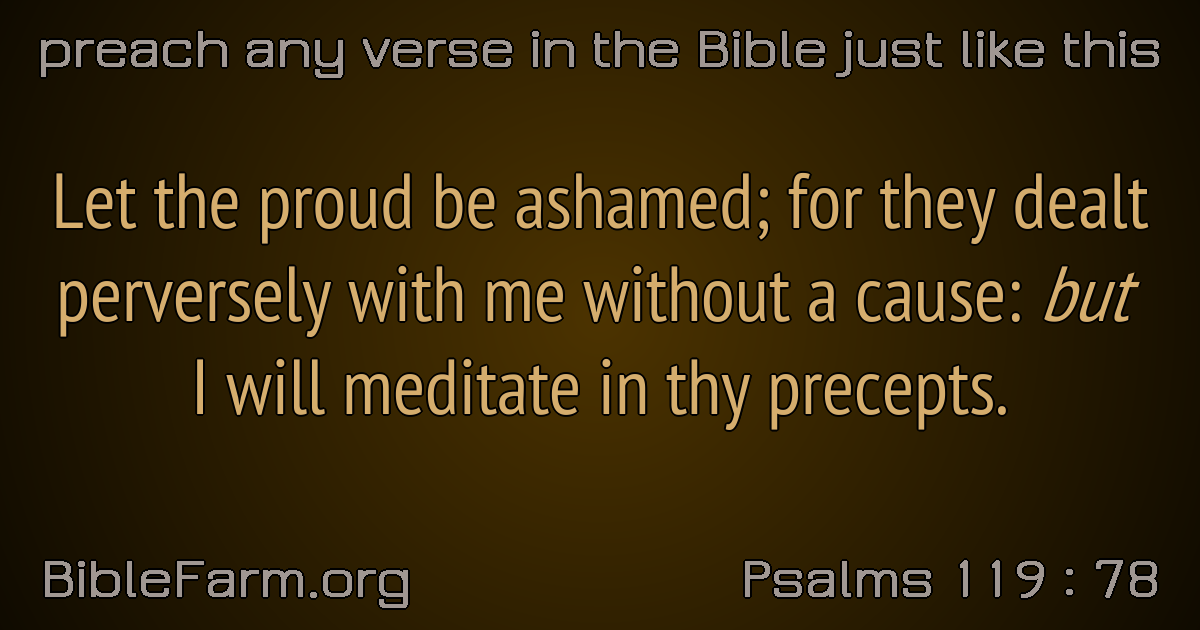 preach any verse in the Bible just like this
Let the proud be ashamed; for they dealt
perversely with me without a cause: but
I will meditate in thy precepts.
BibleFarm.org
Psalms 119 : 78